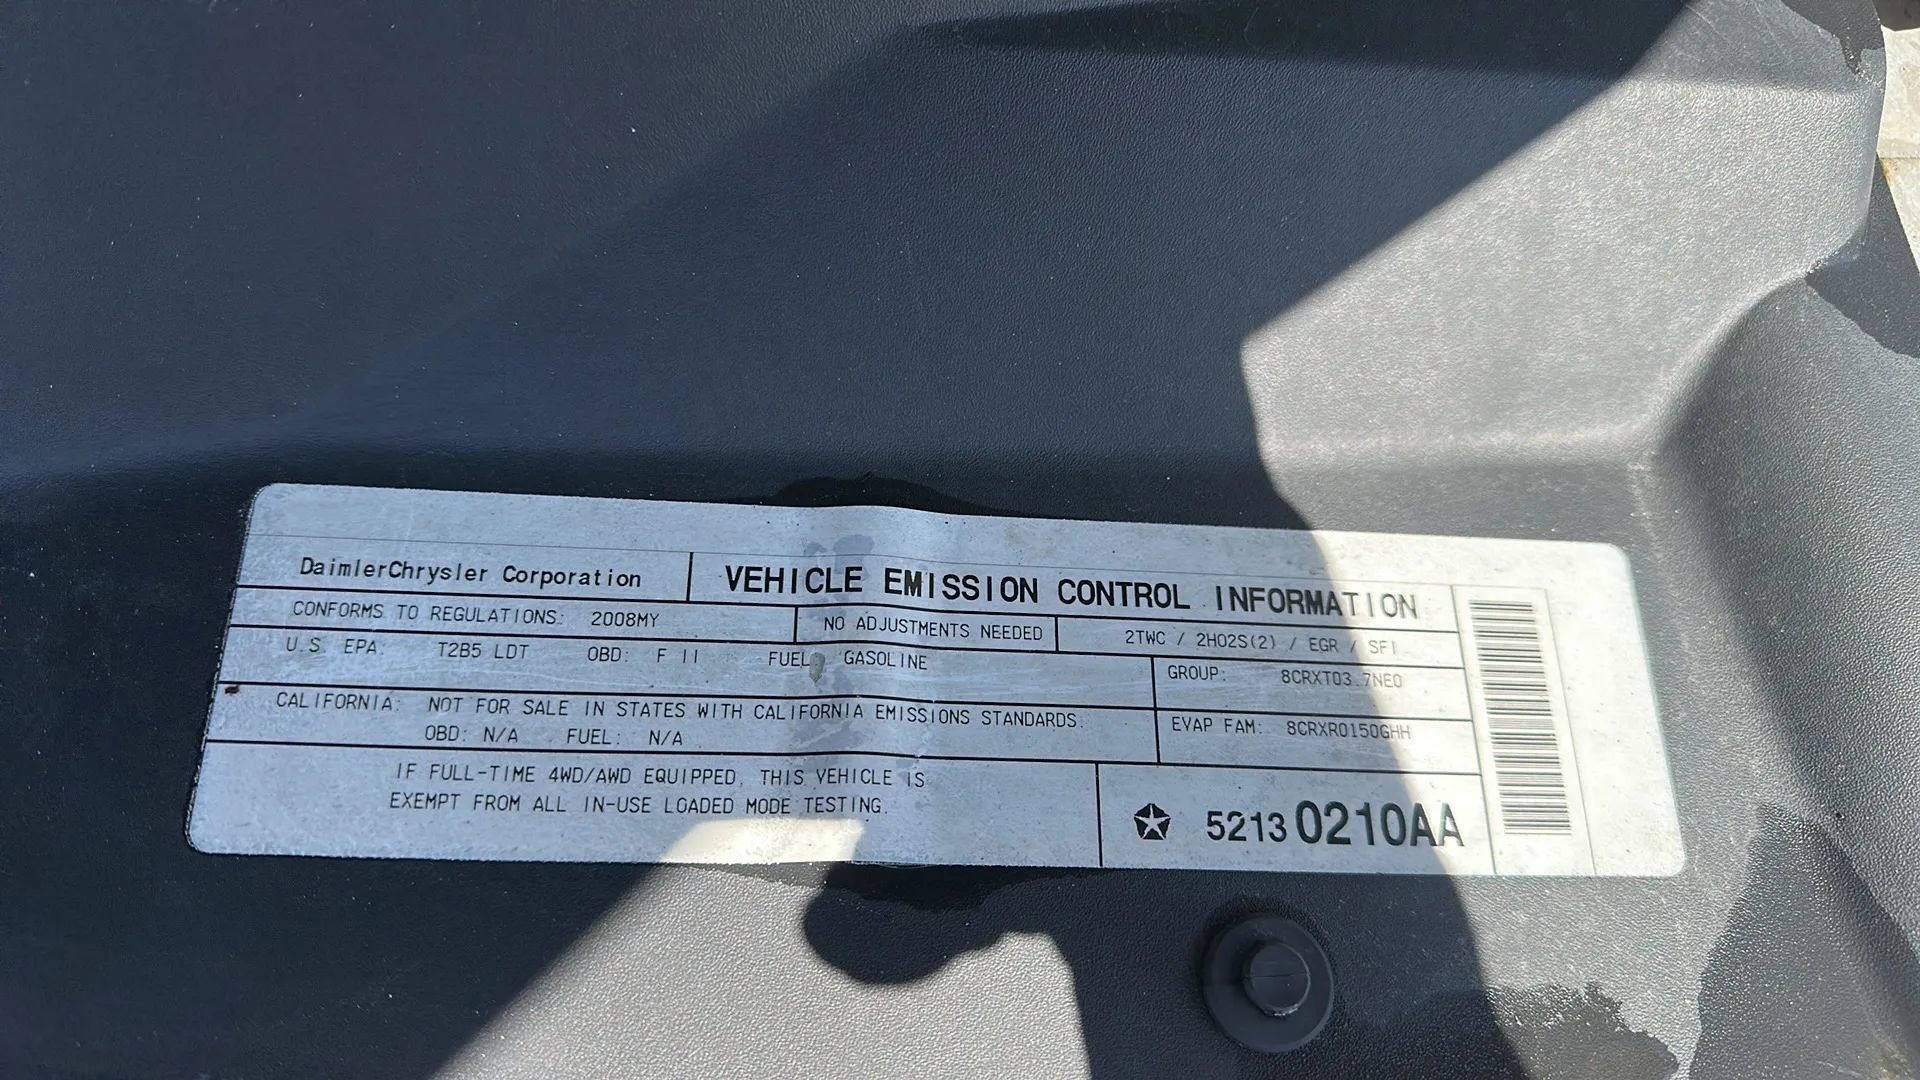 DaimlerChrysler Corporation
VEHICLE EMISSION CONTROL INFORMATION
CONFORMS TO REGULATIONS: 2008MY
NO ADJUSTMENTS NEEDED
2TWC / 2HO2S(2) / EGR / SFI
U.S. EPA: T2B5 LDT OBD: F II FUEL: GASOLINE
GROUP: 8CRXT03.7NE0
CALIFORNIA: NOT FOR SALE IN STATES WITH CALIFORNIA EMISSIONS STANDARDS.
OBD: N/A FUEL: N/A
EVAP FAM: 8CRXR0150GHH
IF FULL-TIME 4WD/AWD EQUIPPED, THIS VEHICLE IS
EXEMPT FROM ALL IN-USE LOADED MODE TESTING.
52130210AA